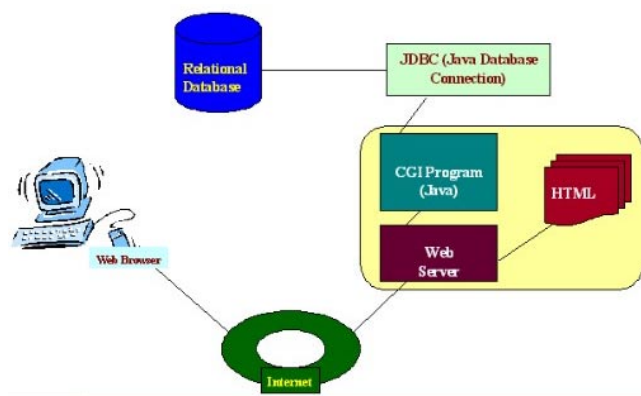 Relational
Database
JDBC (Java Database
Connection)
CGI Program
(Java)
HTML
Web
Server
Web Browser
Internet